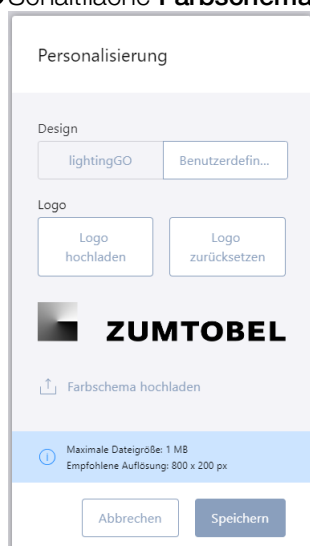 Schaltfläche Farbschema
Personalisierung
Design
lightingGO
Benutzerdefin...
Logo
Logo
hochladen
Logo
zurücksetzen
ZUMTOBEL
Farbschema hochladen
Maximale Dateigröße: 1 MB
Empfohlene Auflösung: 800 x 200 px
Abbrechen
Speichern